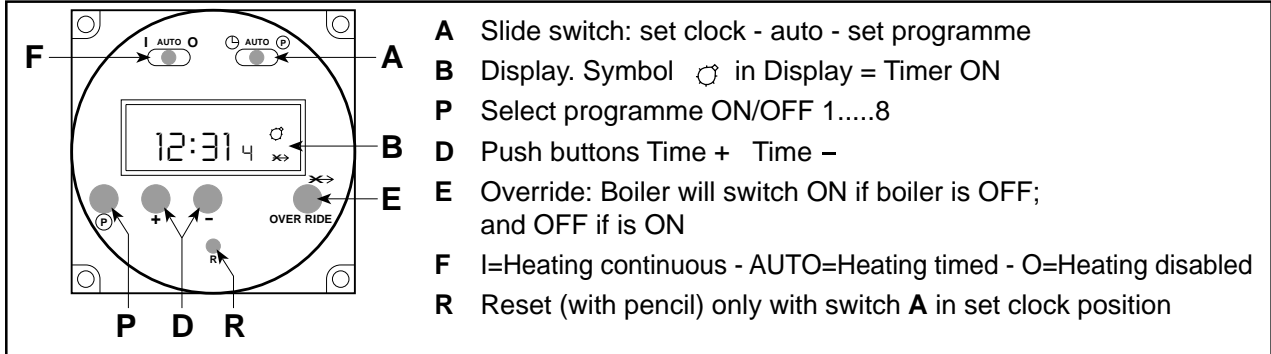 I AUTO O AUTO P
F
A
12:31 4
B
E
P + - OVER RIDE
R
P D R
A Slide switch: set clock - auto - set programme
B Display. Symbol in Display = Timer ON
P Select programme ON/OFF 1.....8
D Push buttons Time + Time –
E Override: Boiler will switch ON if boiler is OFF;
and OFF if is ON
F I=Heating continuous - AUTO=Heating timed - O=Heating disabled
R Reset (with pencil) only with switch A in set clock position